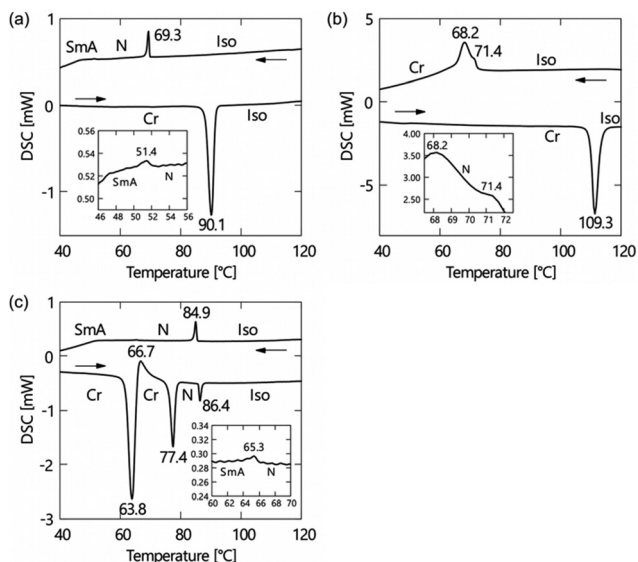 (a)
1
SmA N 69.3 Iso
0
Cr Iso
DSC [mW]
0.56
0.54
0.52
0.50
51.4
SmA N
46 48 50 52 54 56
-1
90.1
40 60 80 100 120
Temperature [℃]
(b)
5
68.2
71.4
Cr Iso
0
Cr Iso
DSC [mW]
4.00
3.50
3.00
2.50
68.2
N
71.4
68 69 70 71 72
-5
109.3
40 60 80 100 120
Temperature [℃]
(c)
1
84.9
SmA N Iso
66.7
0
Cr Cr N Iso
86.4
-1
DSC [mW]
77.4
0.34
0.32
0.30
0.28
0.26
0.24
65.3
SmA N
60 62 64 66 68 70
-2
63.8
-3
40 60 80 100 120
Temperature [℃]